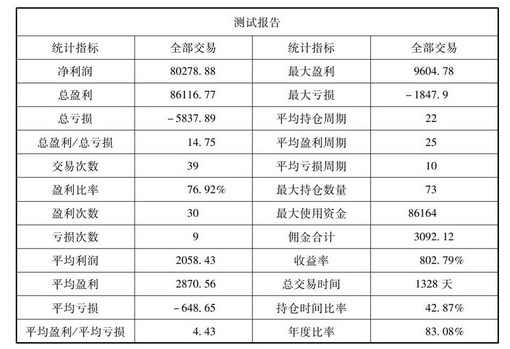 测试报告
统计指标 全部交易 统计指标 全部交易
净利润 80278.88 最大盈利 9604.78
总盈利 86116.77 最大亏损 -1847.9
总亏损 -5837.89 平均持仓周期 22
总盈利/总亏损 14.75 平均盈利周期 25
交易次数 39 平均亏损周期 10
盈利比率 76.92% 最大持仓数量 73
盈利次数 30 最大使用资金 86164
亏损次数 9 佣金合计 3092.12
平均利润 2058.43 收益率 802.79%
平均盈利 2870.56 总交易时间 1328 天
平均亏损 -648.65 持仓时间比率 42.87%
平均盈利/平均亏损 4.43 年度比率 83.08%